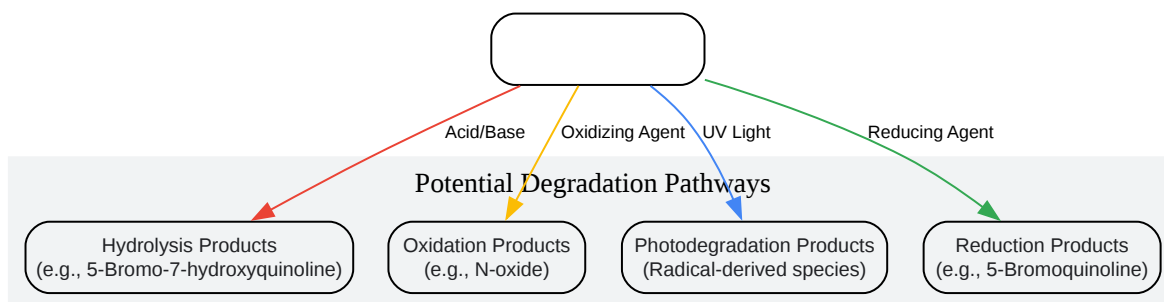 Acid/Base
Oxidizing Agent
UV Light
Reducing Agent
Potential Degradation Pathways
Hydrolysis Products
(e.g., 5-Bromo-7-hydroxyquinoline)
Oxidation Products
(e.g., N-oxide)
Photodegradation Products
(Radical-derived species)
Reduction Products
(e.g., 5-Bromoquinoline)